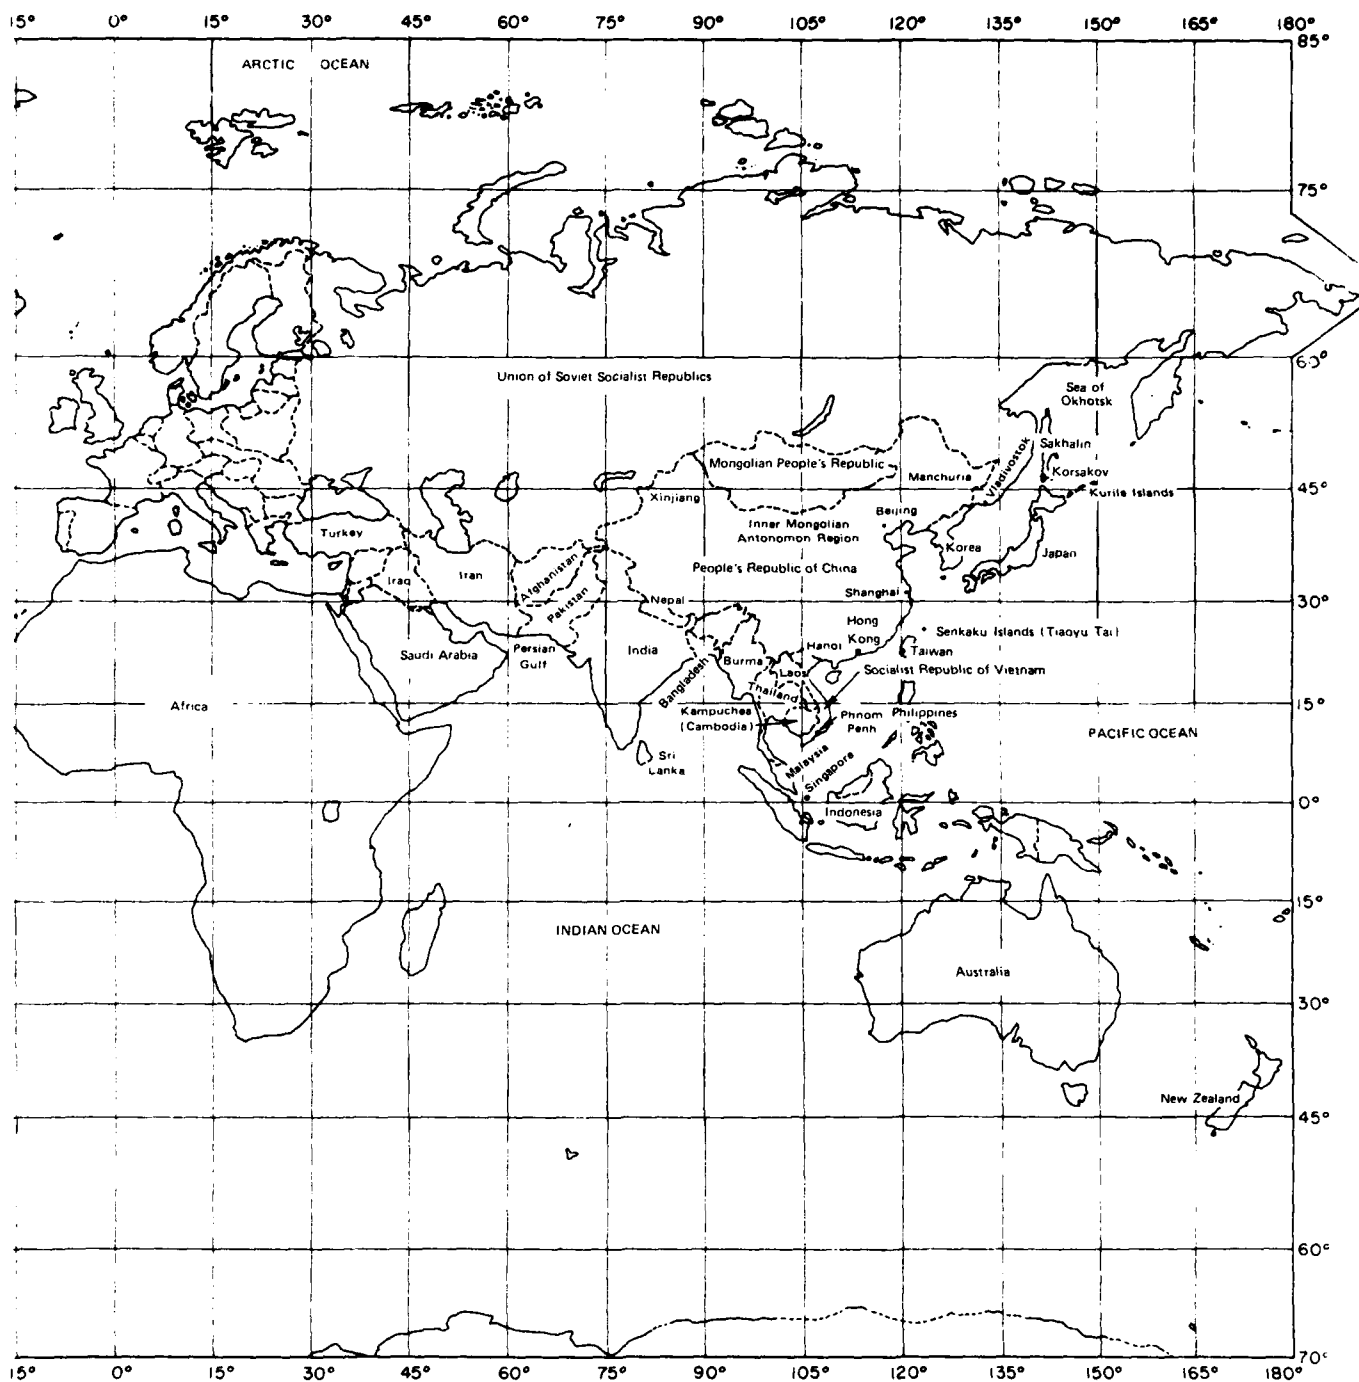 15° 0° 15° 30° 45° 60° 75° 90° 105° 120° 135° 150° 165° 180°
85°
ARCTIC OCEAN
75°
60°
Union of Soviet Socialist Republics
Sea of
Okhotsk
Sakhalin
Mongolian People's Republic
Manchuria
Vladivostok
Korsakov
Kurile Islands
45°
Xinjiang
Beijing
Inner Mongolian
Antonomon Region
Turkey
Korea
Japan
Iraq
Iran
Afghanistan
People's Republic of China
Pakistan
Nepal
Shanghai
30°
Hong
Kong
Senkaku Islands (Tiaoyu Tai)
Saudi Arabia
Persian
Gulf
India
Bangladesh
Burma
Hanoi
Taiwan
Laos
Socialist Republic of Vietnam
Thailand
Africa
Kampuchea
(Cambodia)
Phnom
Penh
Philippines
15°
PACIFIC OCEAN
Sri
Lanka
Malaysia
Singapore
0°
Indonesia
15°
INDIAN OCEAN
Australia
30°
New Zealand
45°
60°
70°
15° 0° 15° 30° 45° 60° 75° 90° 105° 120° 135° 150° 165° 180°